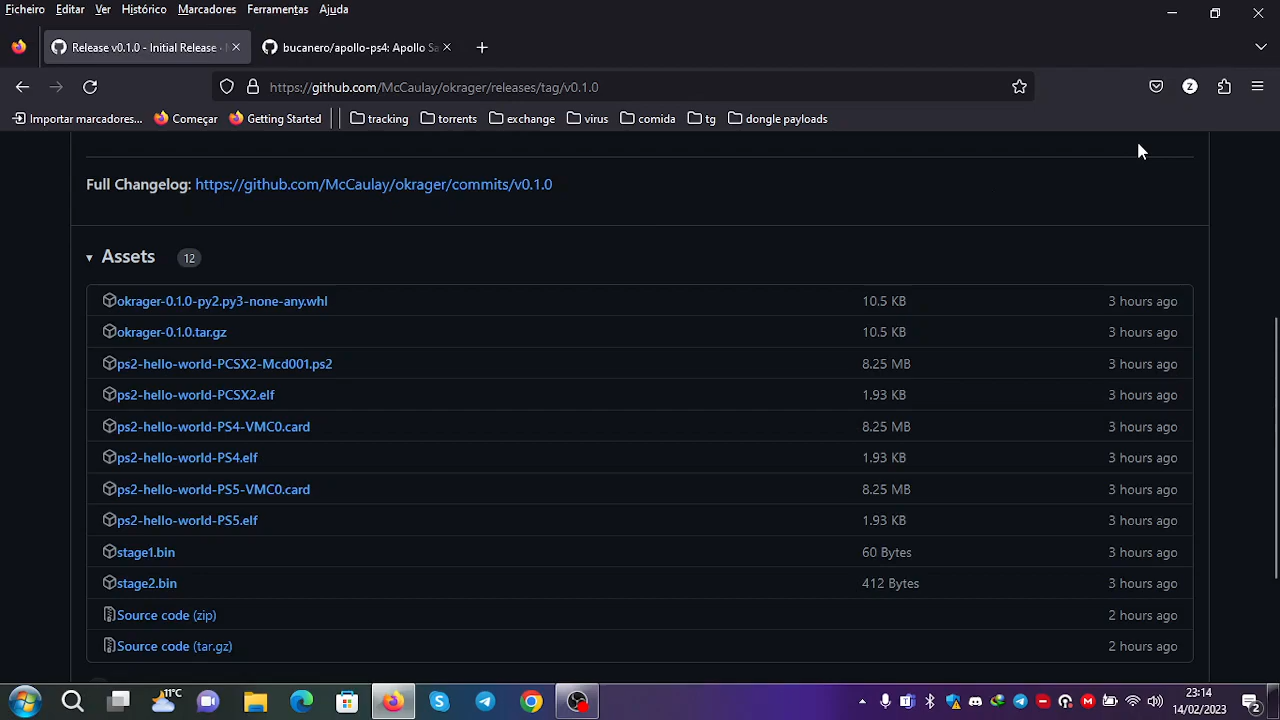 Ficheiro Editar Ver Histórico Marcadores Ferramentas Ajuda
Release v0.1.0 - Initial Release ·
bucanero/apollo-ps4: Apollo Sa
https://github.com/McCaulay/okrager/releases/tag/v0.1.0
Z
Importar marcadores... Começar Getting Started tracking torrents exchange virus comida tg dongle payloads
Full Changelog: https://github.com/McCaulay/okrager/commits/v0.1.0
Assets 12
okrager-0.1.0-py2.py3-none-any.whl 10.5 KB 3 hours ago
okrager-0.1.0.tar.gz 10.5 KB 3 hours ago
ps2-hello-world-PCSX2-Mcd001.ps2 8.25 MB 3 hours ago
ps2-hello-world-PCSX2.elf 1.93 KB 3 hours ago
ps2-hello-world-PS4-VMC0.card 8.25 MB 3 hours ago
ps2-hello-world-PS4.elf 1.93 KB 3 hours ago
ps2-hello-world-PS5-VMC0.card 8.25 MB 3 hours ago
ps2-hello-world-PS5.elf 1.93 KB 3 hours ago
stage1.bin 60 Bytes 3 hours ago
stage2.bin 412 Bytes 3 hours ago
Source code (zip) 2 hours ago
Source code (tar.gz) 2 hours ago
11°C
23:14
14/02/2023
2